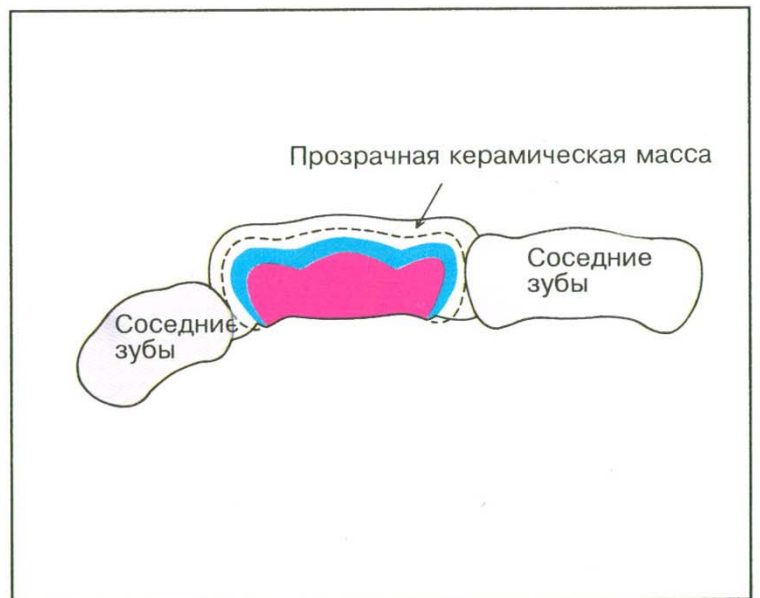 Прозрачная керамическая масса
Соседние
зубы
Соседние
зубы